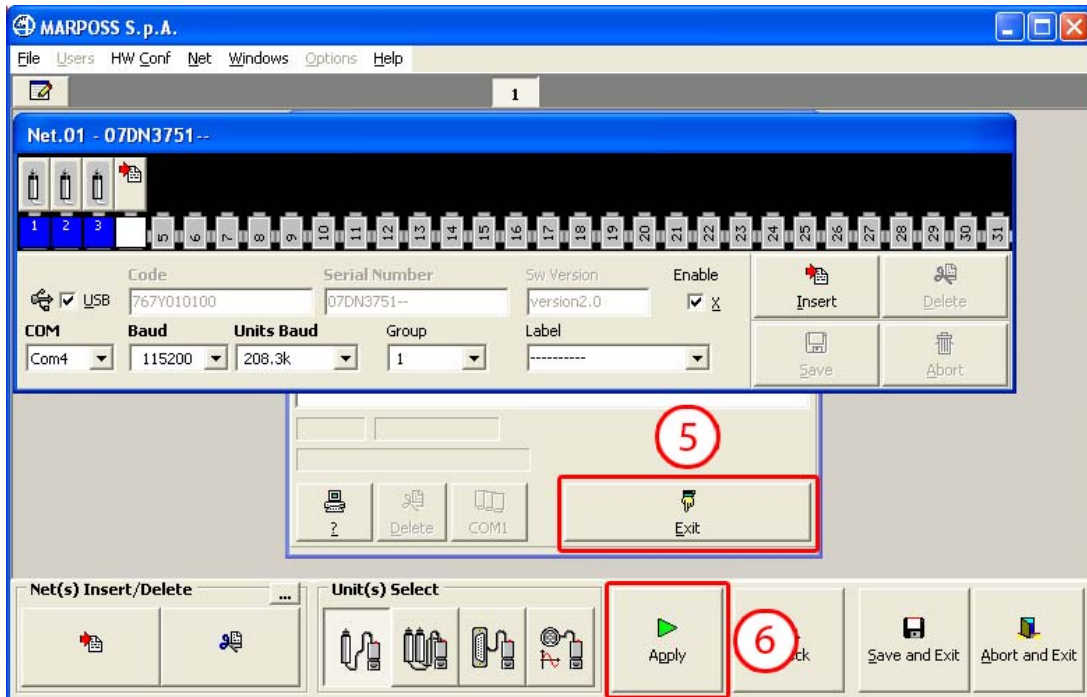 MARPOSS S.p.A.
File Users HW Conf Net Windows Options Help
1
Net.01 - 07DN3751--
1 2 3 5 6 7 8 9 10 11 12 13 14 15 16 17 18 19 20 21 22 23 24 25 26 27 28 29 30 31
Code Serial Number Sw Version Enable
USB 767Y010100 07DN3751-- version2.0 X
Insert Delete
COM Baud Units Baud Group Label
Com4 115200 208.3k 1 ----------
Save Abort
5
? Delete COM1 Exit
Net(s) Insert/Delete ... Unit(s) Select
Apply 6 Save and Exit Abort and Exit